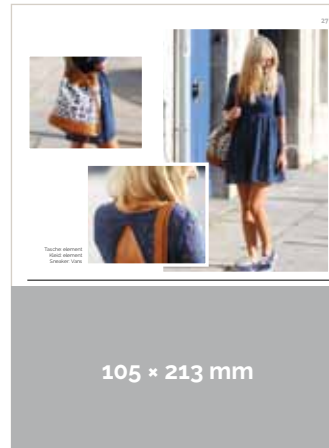 27
Tasche element
Kleid element
Sneaker Vans
105 × 213 mm